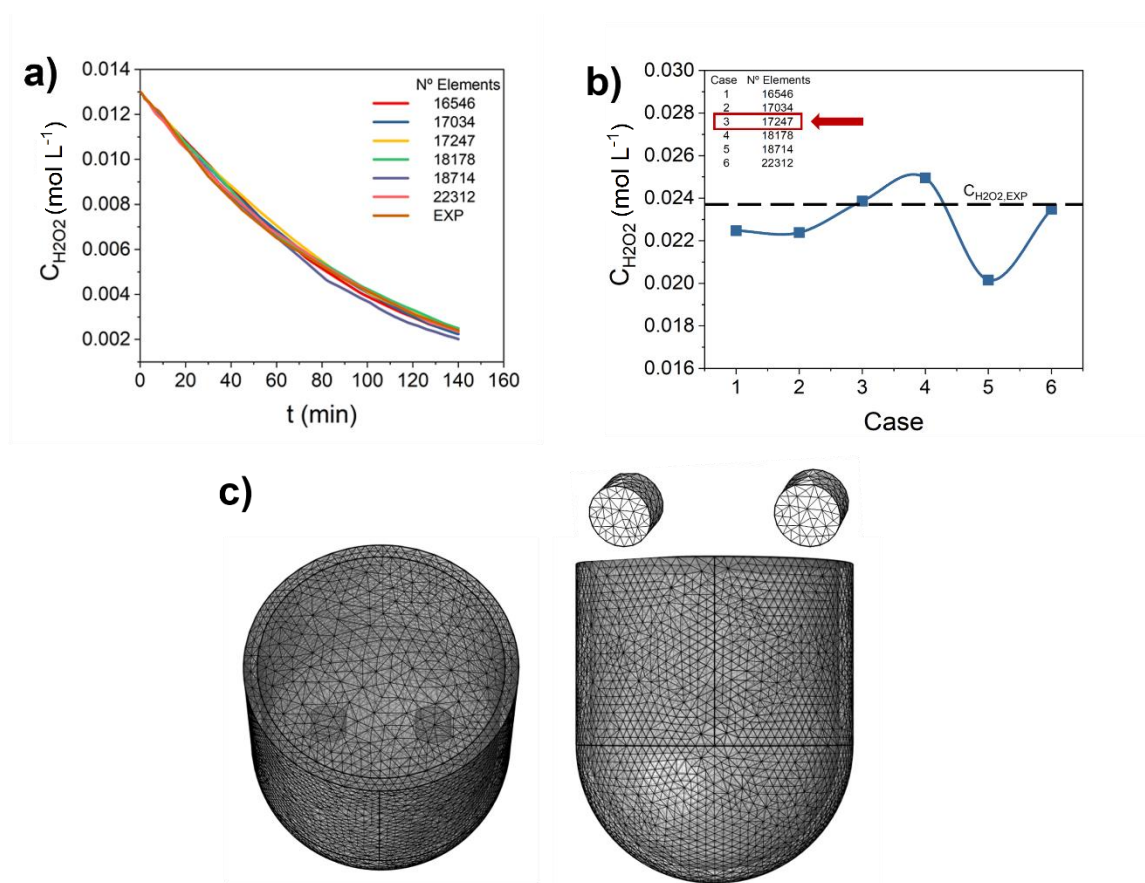 a)
0.014
0.012
0.010
0.008
0.006
0.004
0.002
C_H2O2 (mol L⁻¹)
0 20 40 60 80 100 120 140 160
t (min)
Nº Elements
16546
17034
17247
18178
18714
22312
EXP
b)
0.030
0.028
0.026
0.024
0.022
0.020
0.018
0.016
C_H2O2 (mol L⁻¹)
Case Nº Elements
1 16546
2 17034
3 17247
4 18178
5 18714
6 22312
C_H2O2,EXP
1 2 3 4 5 6
Case
c)